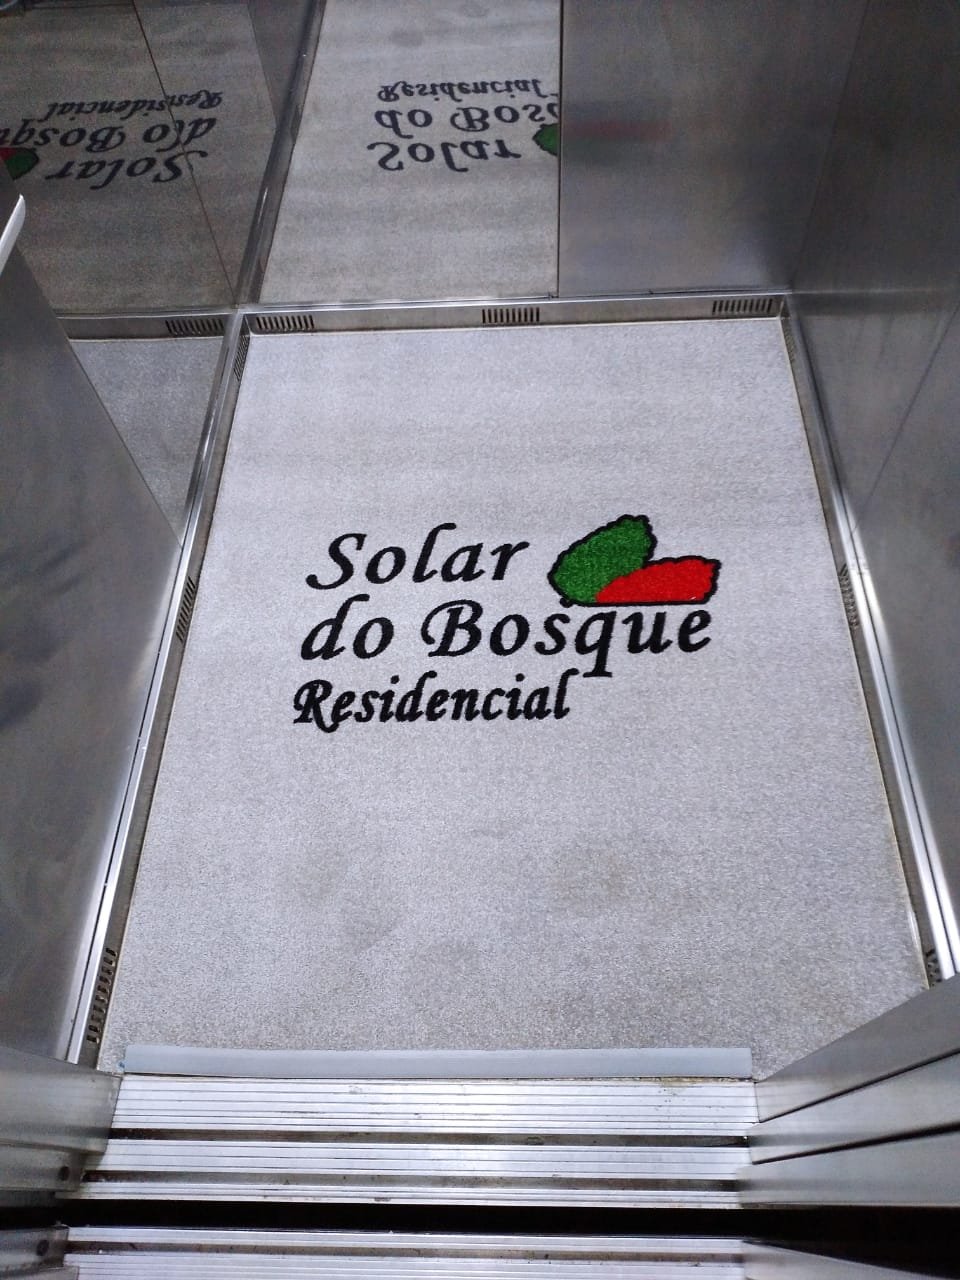 Solar
do Bosque
Residencial